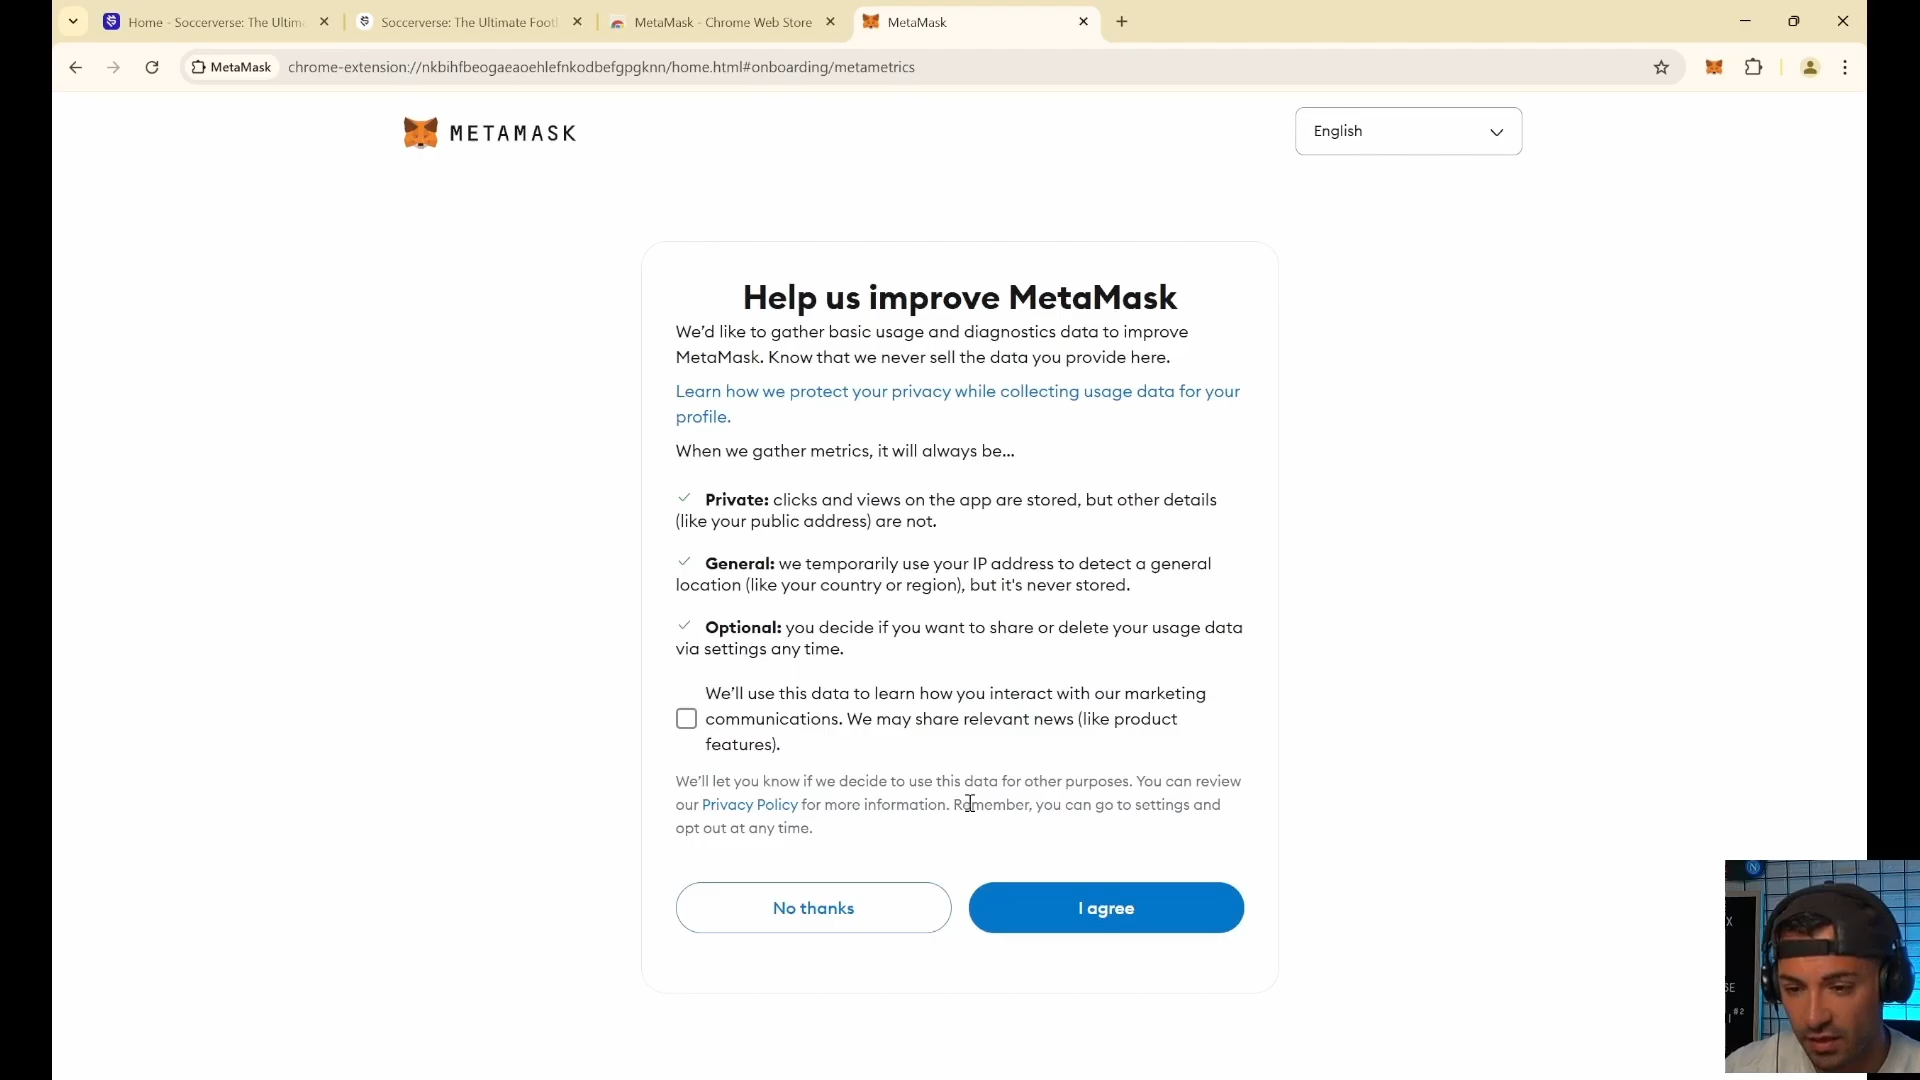 Home - Soccerverse: The Ultim
Soccerverse: The Ultimate Foot
MetaMask - Chrome Web Store
MetaMask
MetaMask
chrome-extension://nkbihfbeogaeaoehlefnkodbefgpgknn/home.html#onboarding/metametrics
METAMASK
English
Help us improve MetaMask
We’d like to gather basic usage and diagnostics data to improve
MetaMask. Know that we never sell the data you provide here.
Learn how we protect your privacy while collecting usage data for your
profile.
When we gather metrics, it will always be...
Private: clicks and views on the app are stored, but other details
(like your public address) are not.
General: we temporarily use your IP address to detect a general
location (like your country or region), but it's never stored.
Optional: you decide if you want to share or delete your usage data
via settings any time.
We’ll use this data to learn how you interact with our marketing
communications. We may share relevant news (like product
features).
We’ll let you know if we decide to use this data for other purposes. You can review
our Privacy Policy for more information. Remember, you can go to settings and
opt out at any time.
No thanks
I agree